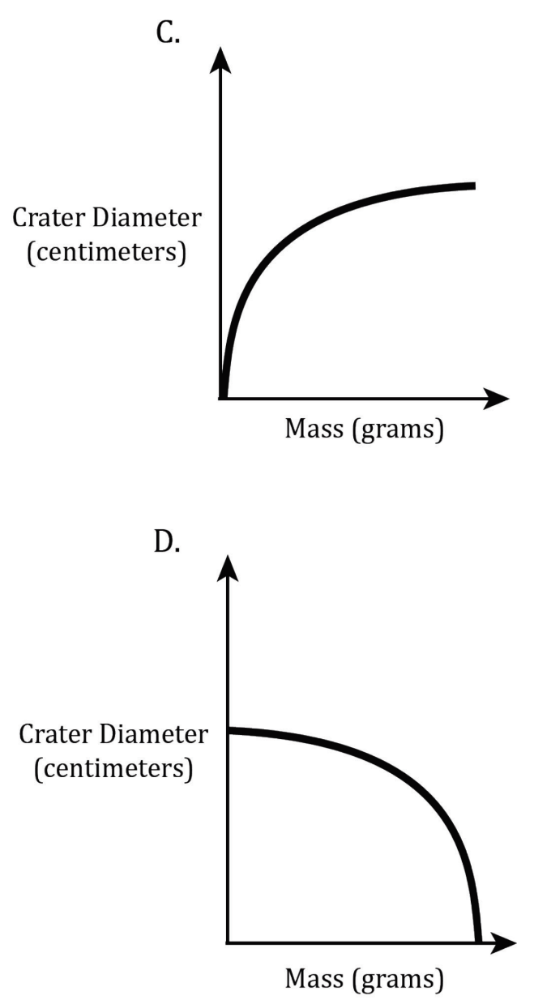 C.
Crater Diameter
(centimeters)
Mass (grams)
D.
Crater Diameter
(centimeters)
Mass (grams)